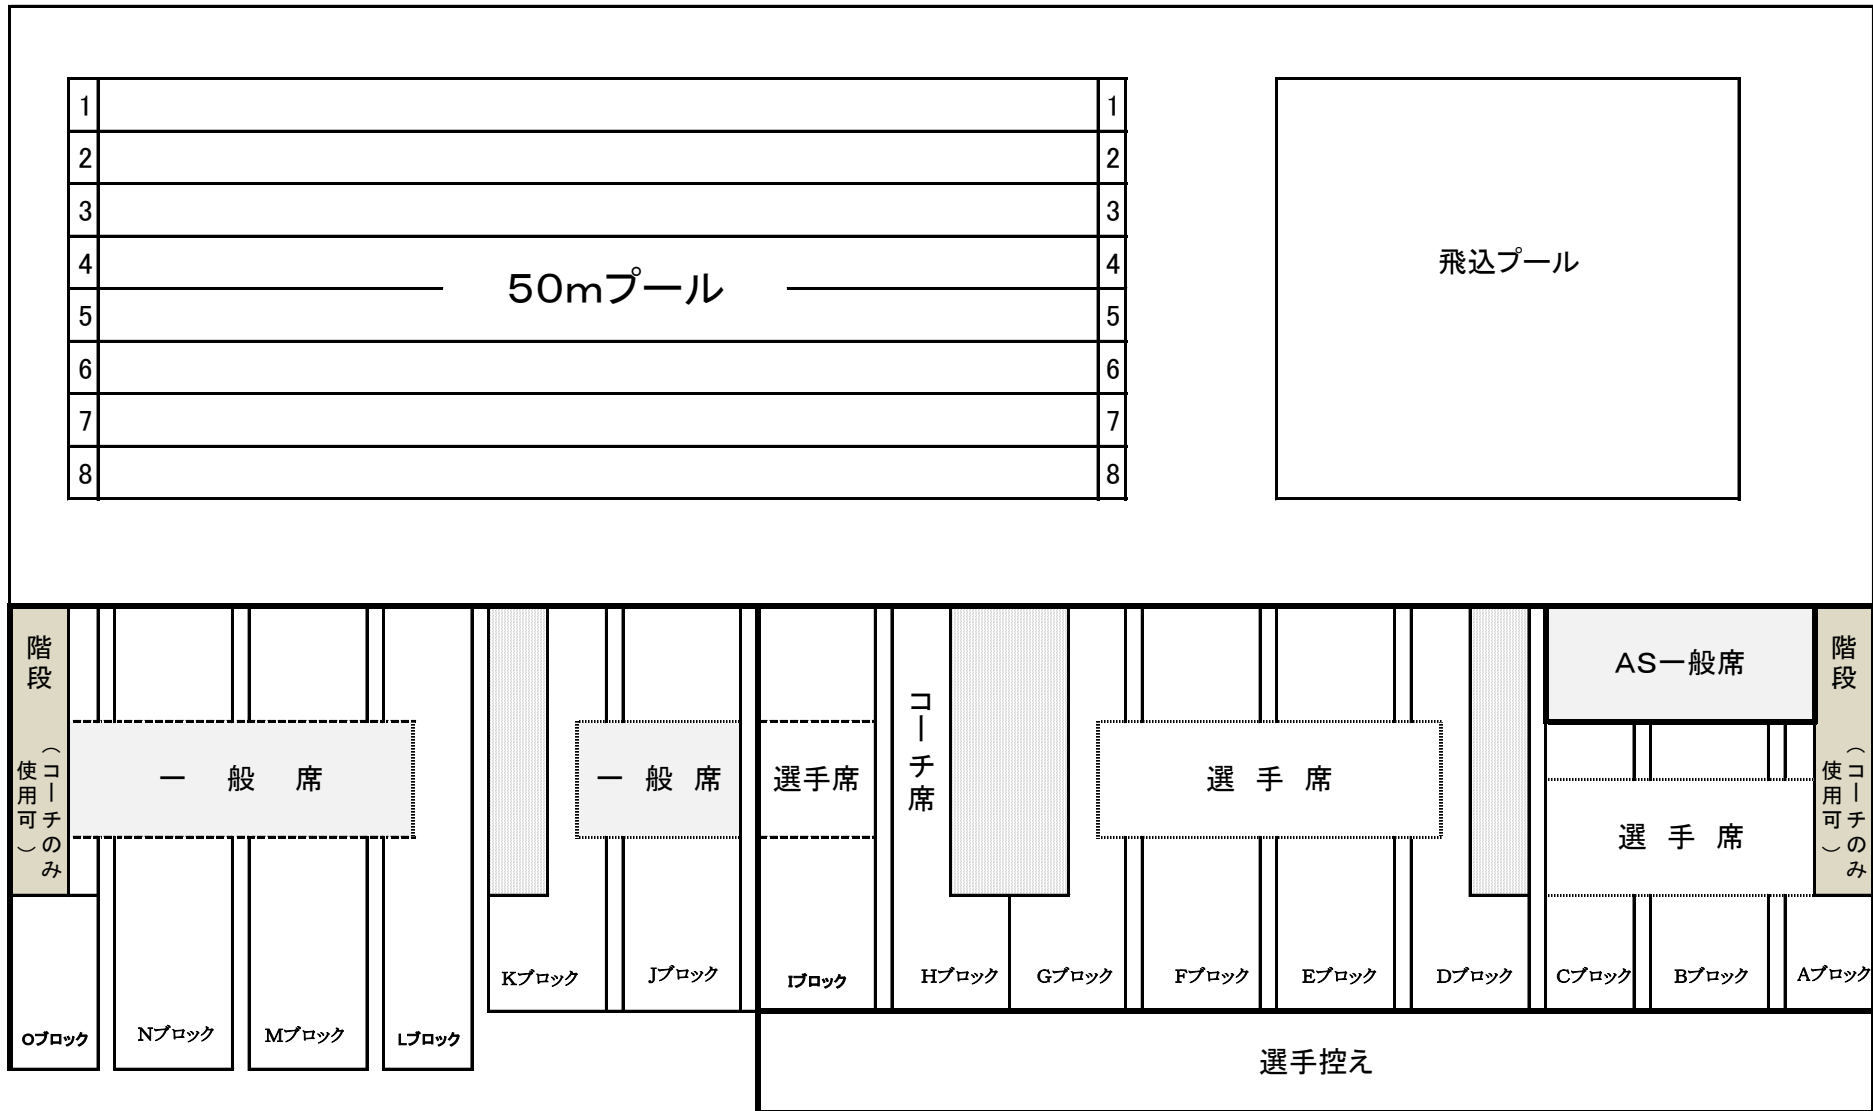 1
1
2
2
3
3
4
4
50mプール
飛込プール
5
5
6
6
7
7
8
8
階段
(コーチのみ
使用可)
一 般 席
一 般 席
選手席
コーチ席
選 手 席
AS一般席
選 手 席
階段
(コーチのみ
使用可)
Oブロック
Nブロック
Mブロック
Lブロック
Kブロック
Jブロック
Iブロック
Hブロック
Gブロック
Fブロック
Eブロック
Dブロック
Cブロック
Bブロック
Aブロック
選手控え